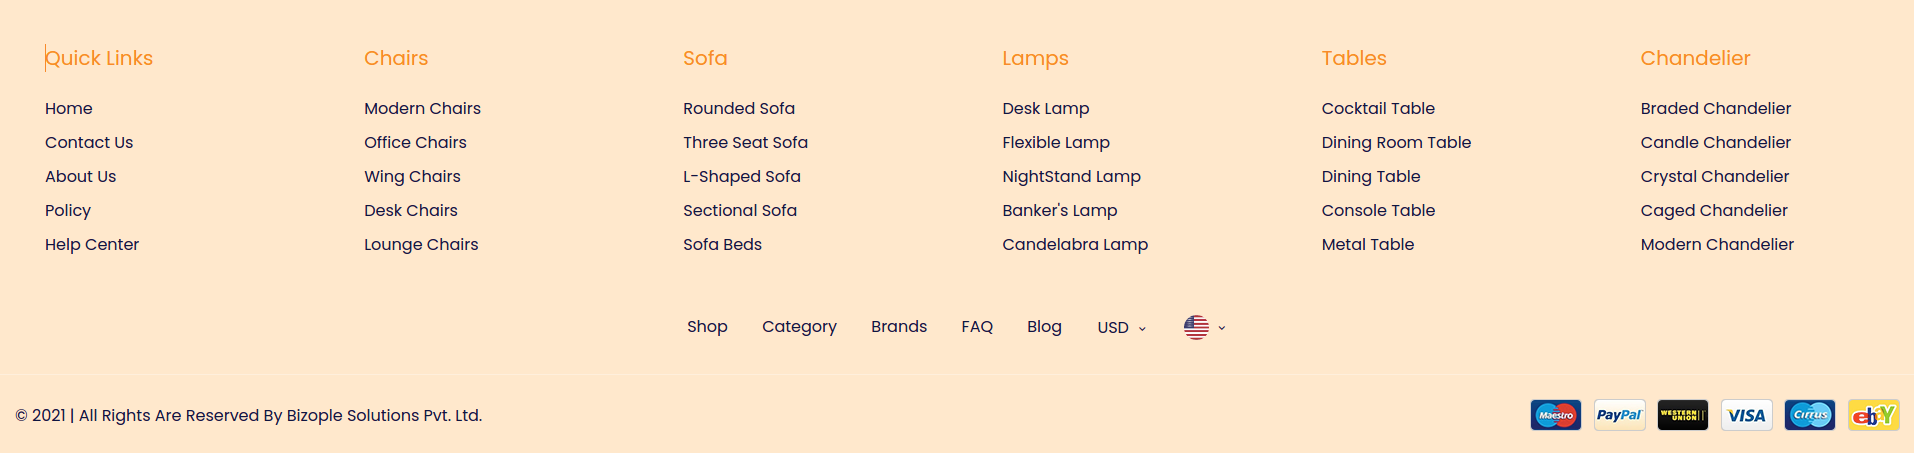 Quick Links
Home
Contact Us
About Us
Policy
Help Center
Chairs
Modern Chairs
Office Chairs
Wing Chairs
Desk Chairs
Lounge Chairs
Sofa
Rounded Sofa
Three Seat Sofa
L-Shaped Sofa
Sectional Sofa
Sofa Beds
Lamps
Desk Lamp
Flexible Lamp
NightStand Lamp
Banker's Lamp
Candelabra Lamp
Tables
Cocktail Table
Dining Room Table
Dining Table
Console Table
Metal Table
Chandelier
Braded Chandelier
Candle Chandelier
Crystal Chandelier
Caged Chandelier
Modern Chandelier
Shop Category Brands FAQ Blog USD
© 2021 | All Rights Are Reserved By Bizople Solutions Pvt. Ltd.
Maestro
PayPal
WESTERN
UNION
VISA
Cirrus
ebaY